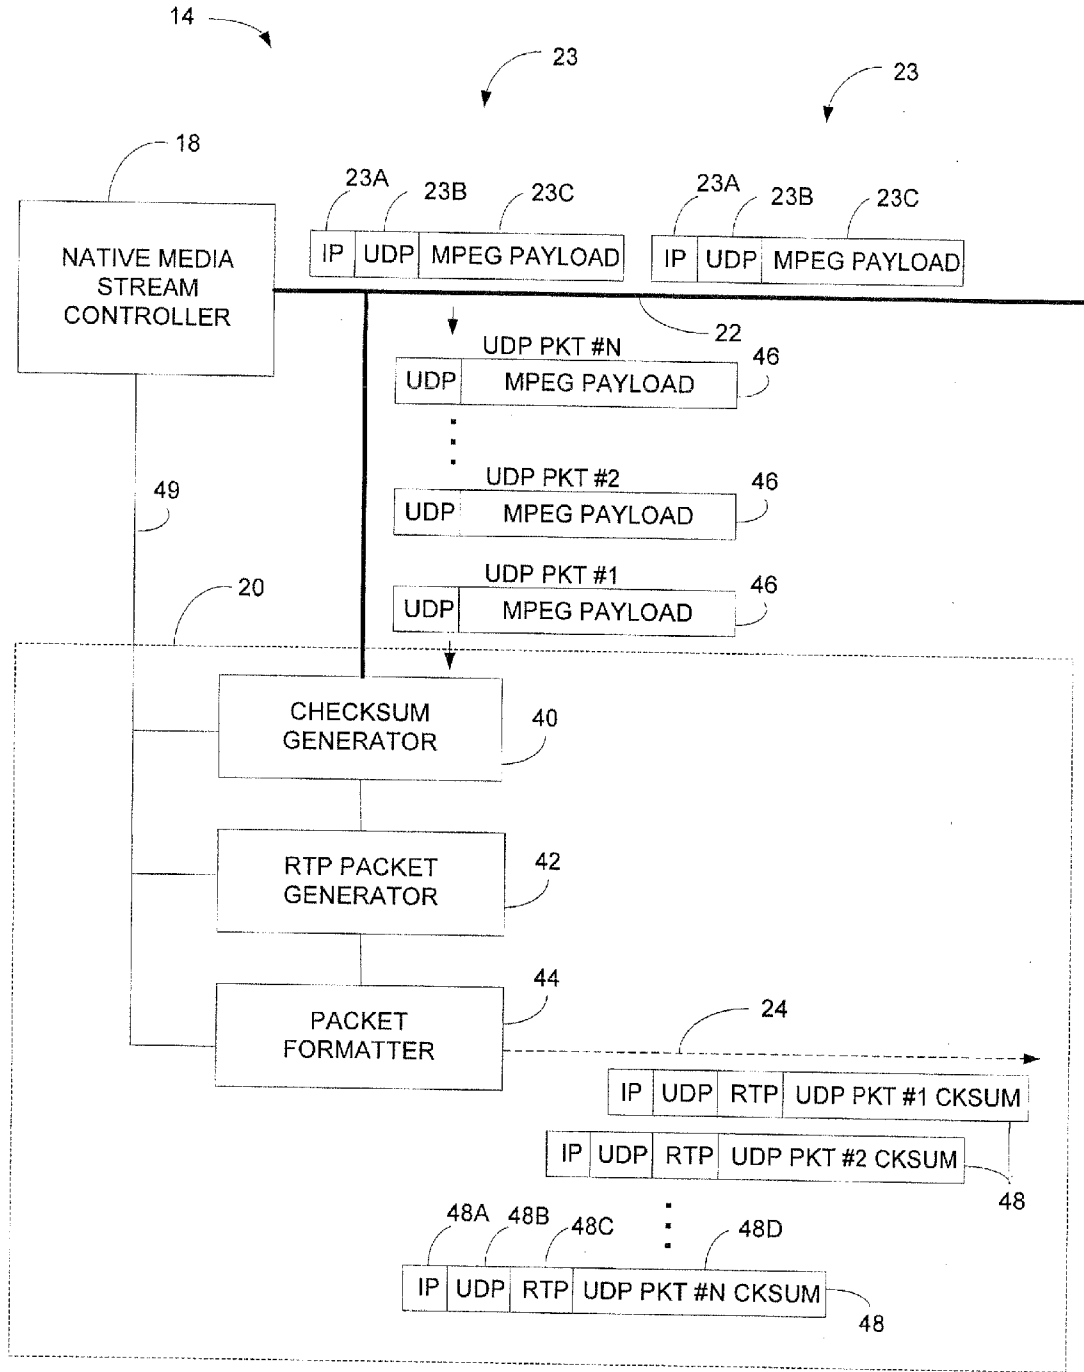 14
23
23
18
23A
23B
23C
23A
23B
23C
IP UDP MPEG PAYLOAD
IP UDP MPEG PAYLOAD
NATIVE MEDIA
STREAM
CONTROLLER
22
UDP PKT #N
46
UDP MPEG PAYLOAD
UDP PKT #2
46
UDP MPEG PAYLOAD
49
UDP PKT #1
46
UDP MPEG PAYLOAD
20
CHECKSUM
GENERATOR
40
RTP PACKET
GENERATOR
42
44
PACKET
FORMATTER
24
IP UDP RTP UDP PKT #1 CKSUM
IP UDP RTP UDP PKT #2 CKSUM
48
48A
48B
48C
48D
IP UDP RTP UDP PKT #N CKSUM
48